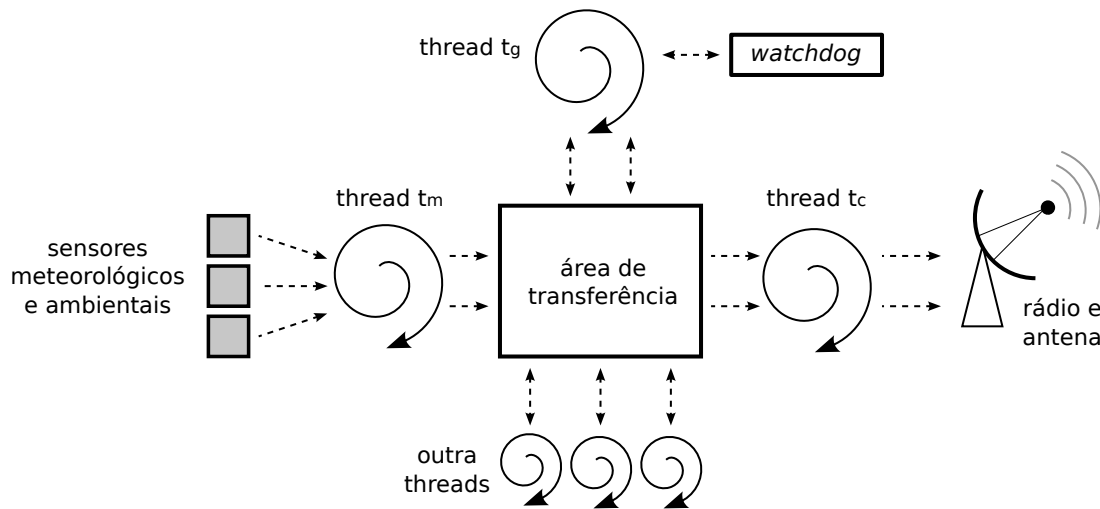 thread tg
watchdog
thread tm
thread tc
sensores
meteorológicos
e ambientais
área de
transferência
rádio e
antena
outra
threads